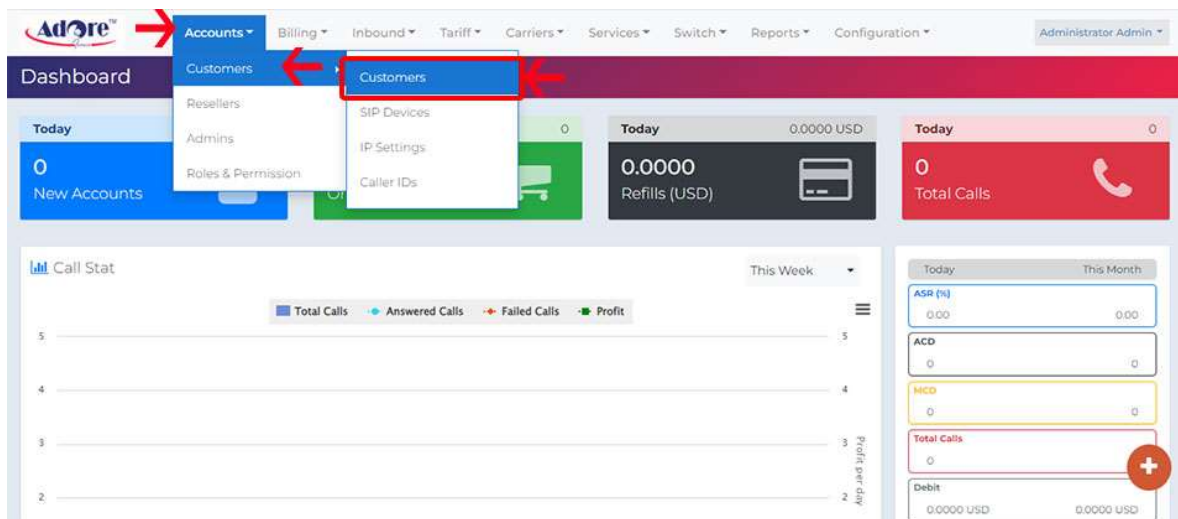 Adore™
Accounts Billing Inbound Tariff Carriers Services Switch Reports Configuration Administrator Admin
Dashboard
Customers
Resellers
Admins
Roles & Permission
Customers
SIP Devices
IP Settings
Caller IDs
Today
0
New Accounts
0
Today 0.0000 USD
0.0000
Refills (USD)
Today 0
0
Total Calls
Call Stat
This Week
Total Calls Answered Calls Failed Calls Profit
5 5
4 4
3 3
2 2
Profit per day
Today This Month
ASR (%)
0.00 0.00
ACD
0 0
MCD
0 0
Total Calls
0
Debit
0.0000 USD 0.0000 USD